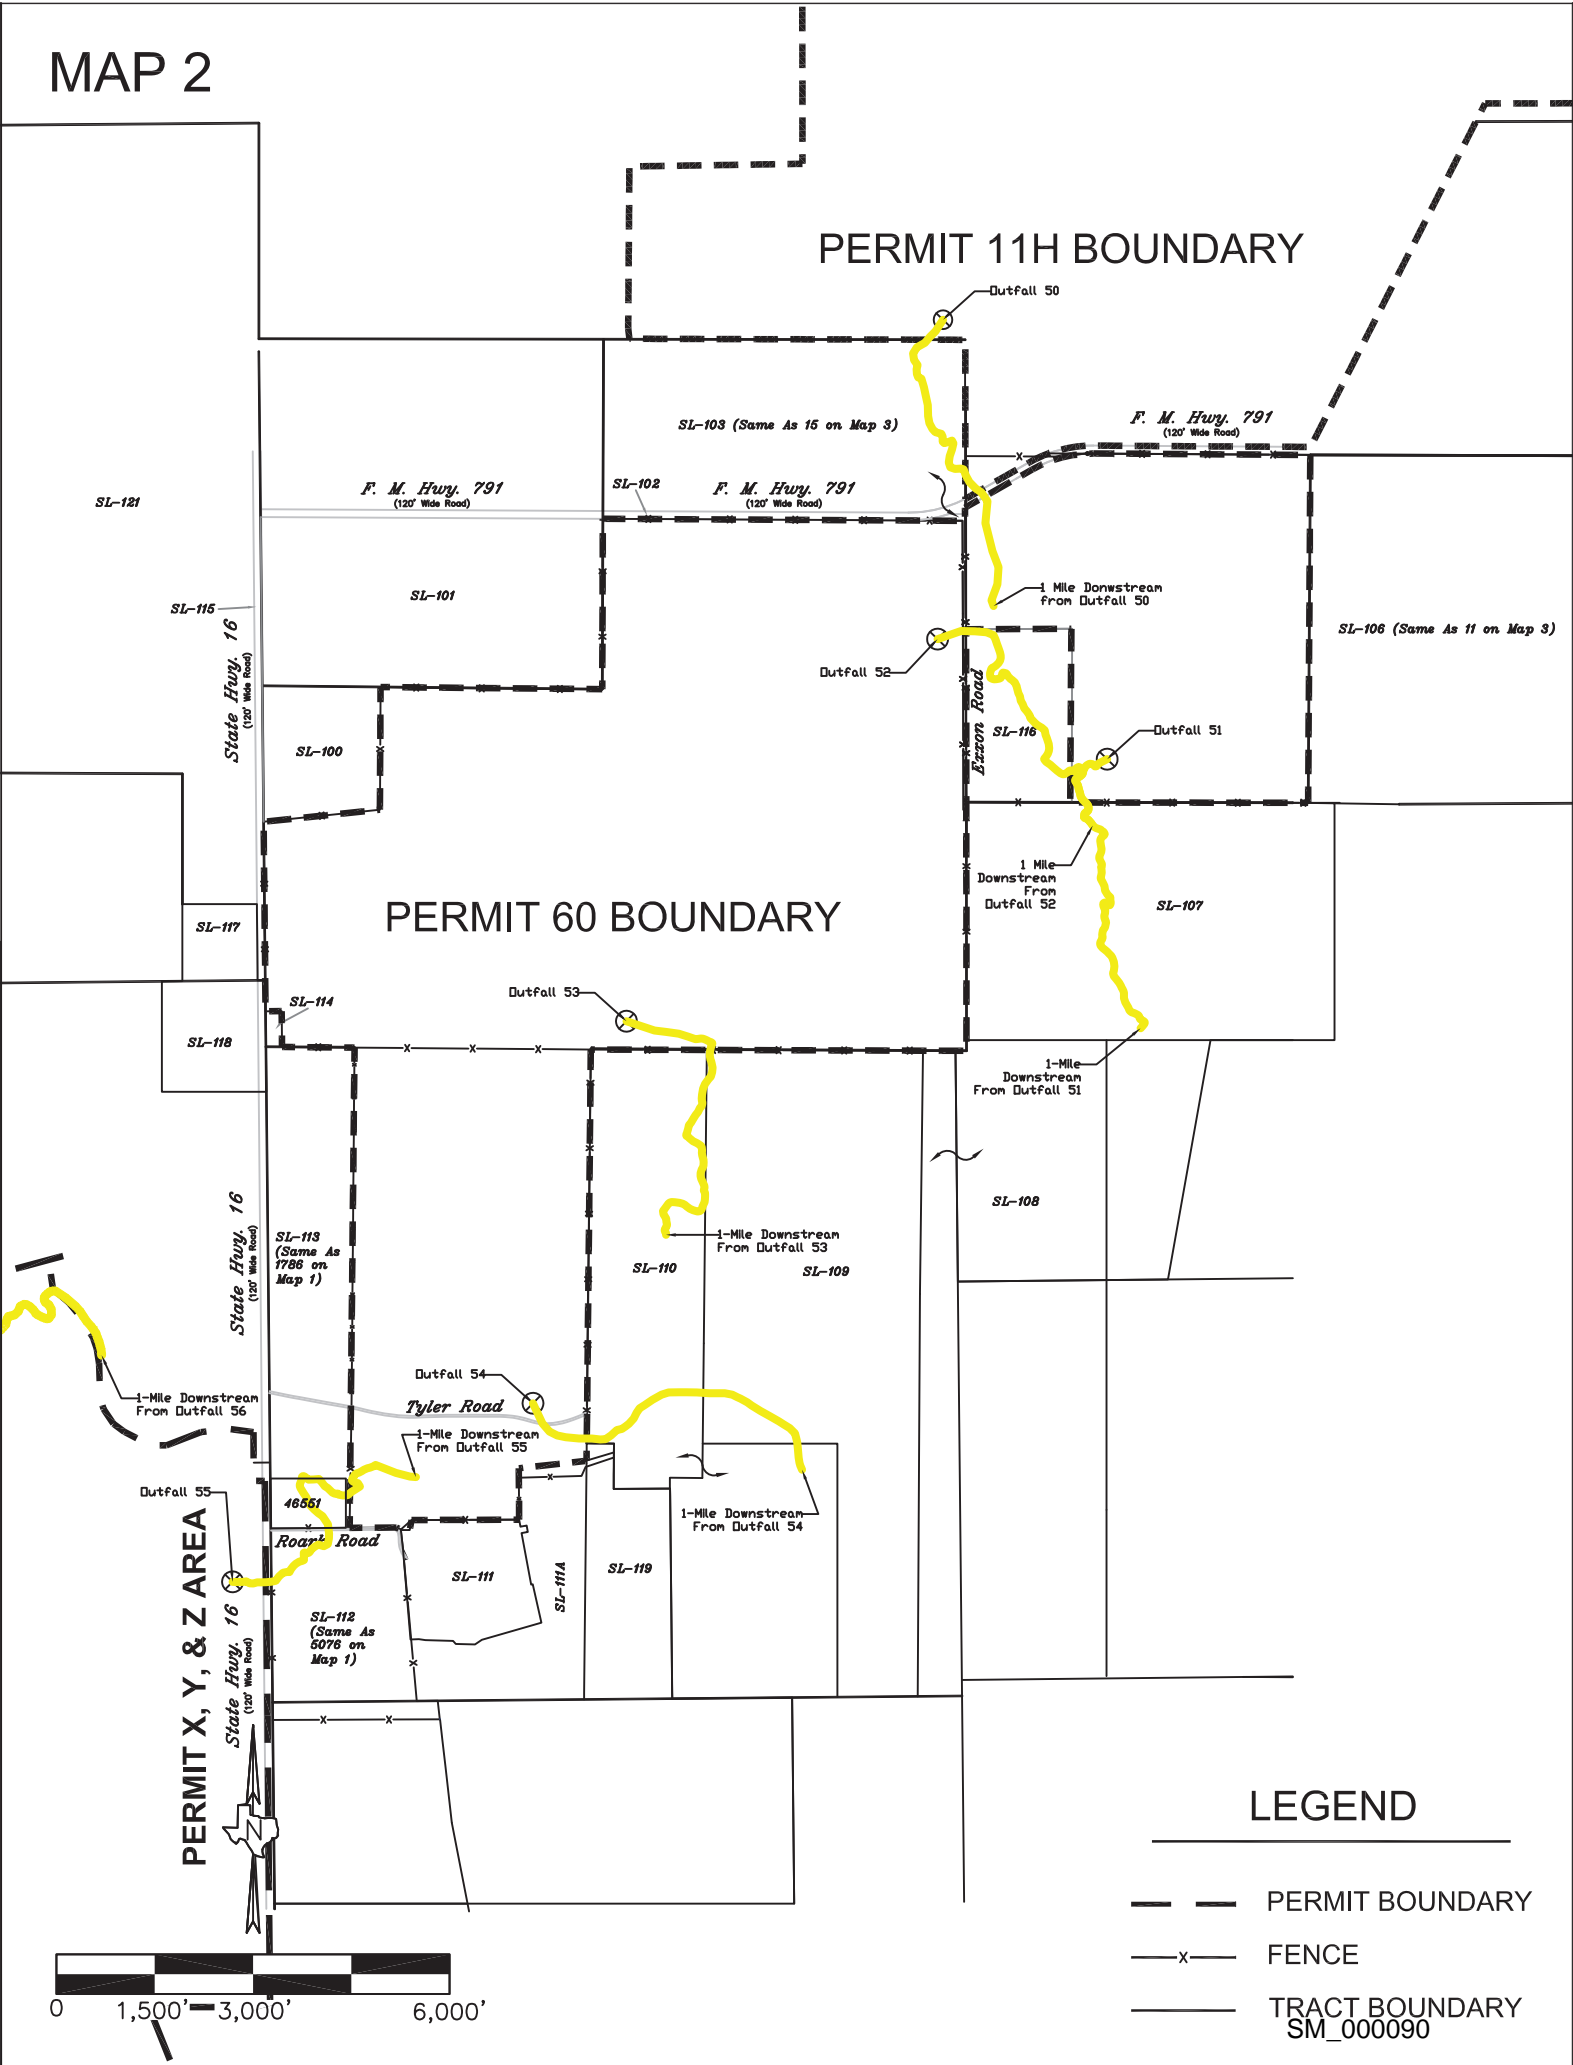 MAP 2
PERMIT 11H BOUNDARY
Outfall 50
SL-103 (Same As 15 on Map 3)
F. M. Hwy. 791
(120' Wide Road)
SL-121
F. M. Hwy. 791
(120' Wide Road)
SL-102
F. M. Hwy. 791
(120' Wide Road)
SL-115
SL-101
1 Mile Donwstream
from Outfall 50
SL-106 (Same As 11 on Map 3)
State Hwy. 16
(120' Wide Road)
Outfall 52
Exxon Road
SL-116
Outfall 51
SL-100
1 Mile
Downstream
From
Outfall 52
SL-107
PERMIT 60 BOUNDARY
SL-117
Outfall 53
SL-114
SL-118
1-Mile
Downstream
From Outfall 51
SL-108
State Hwy. 16
(120' Wide Road)
SL-113
(Same As
1786 on
Map 1)
1-Mile Downstream
From Outfall 53
SL-110
SL-109
Outfall 54
1-Mile Downstream
From Outfall 56
Tyler Road
1-Mile Downstream
From Outfall 55
Outfall 55
46551
1-Mile Downstream
From Outfall 54
Road
SL-111
SL-111A
SL-119
PERMIT X, Y, & Z AREA
State Hwy. 16
(120' Wide Road)
SL-112
(Same As
5076 on
Map 1)
N
LEGEND
PERMIT BOUNDARY
FENCE
TRACT BOUNDARY
0 1,500' 3,000' 6,000'
SM_000090